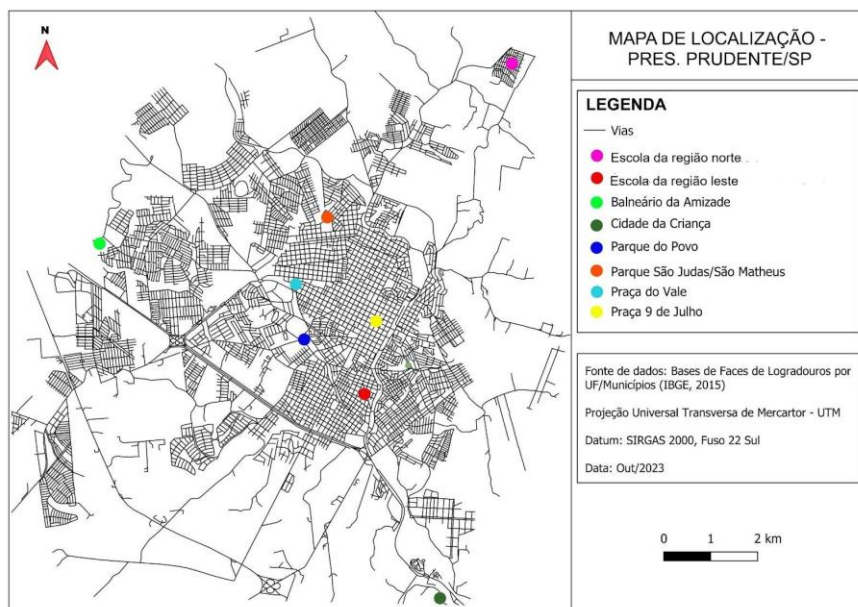 N
MAPA DE LOCALIZAÇÃO -
PRES. PRUDENTE/SP
LEGENDA
Vias
Escola da região norte
Escola da região leste
Balneário da Amizade
Cidade da Criança
Parque do Povo
Parque São Judas/São Matheus
Praça do Vale
Praça 9 de Julho
Fonte de dados: Bases de Faces de Logradouros por
UF/Municípios (IBGE, 2015)
Projeção Universal Transversa de Mercartor - UTM
Datum: SIRGAS 2000, Fuso 22 Sul
Data: Out/2023
0 1 2 km